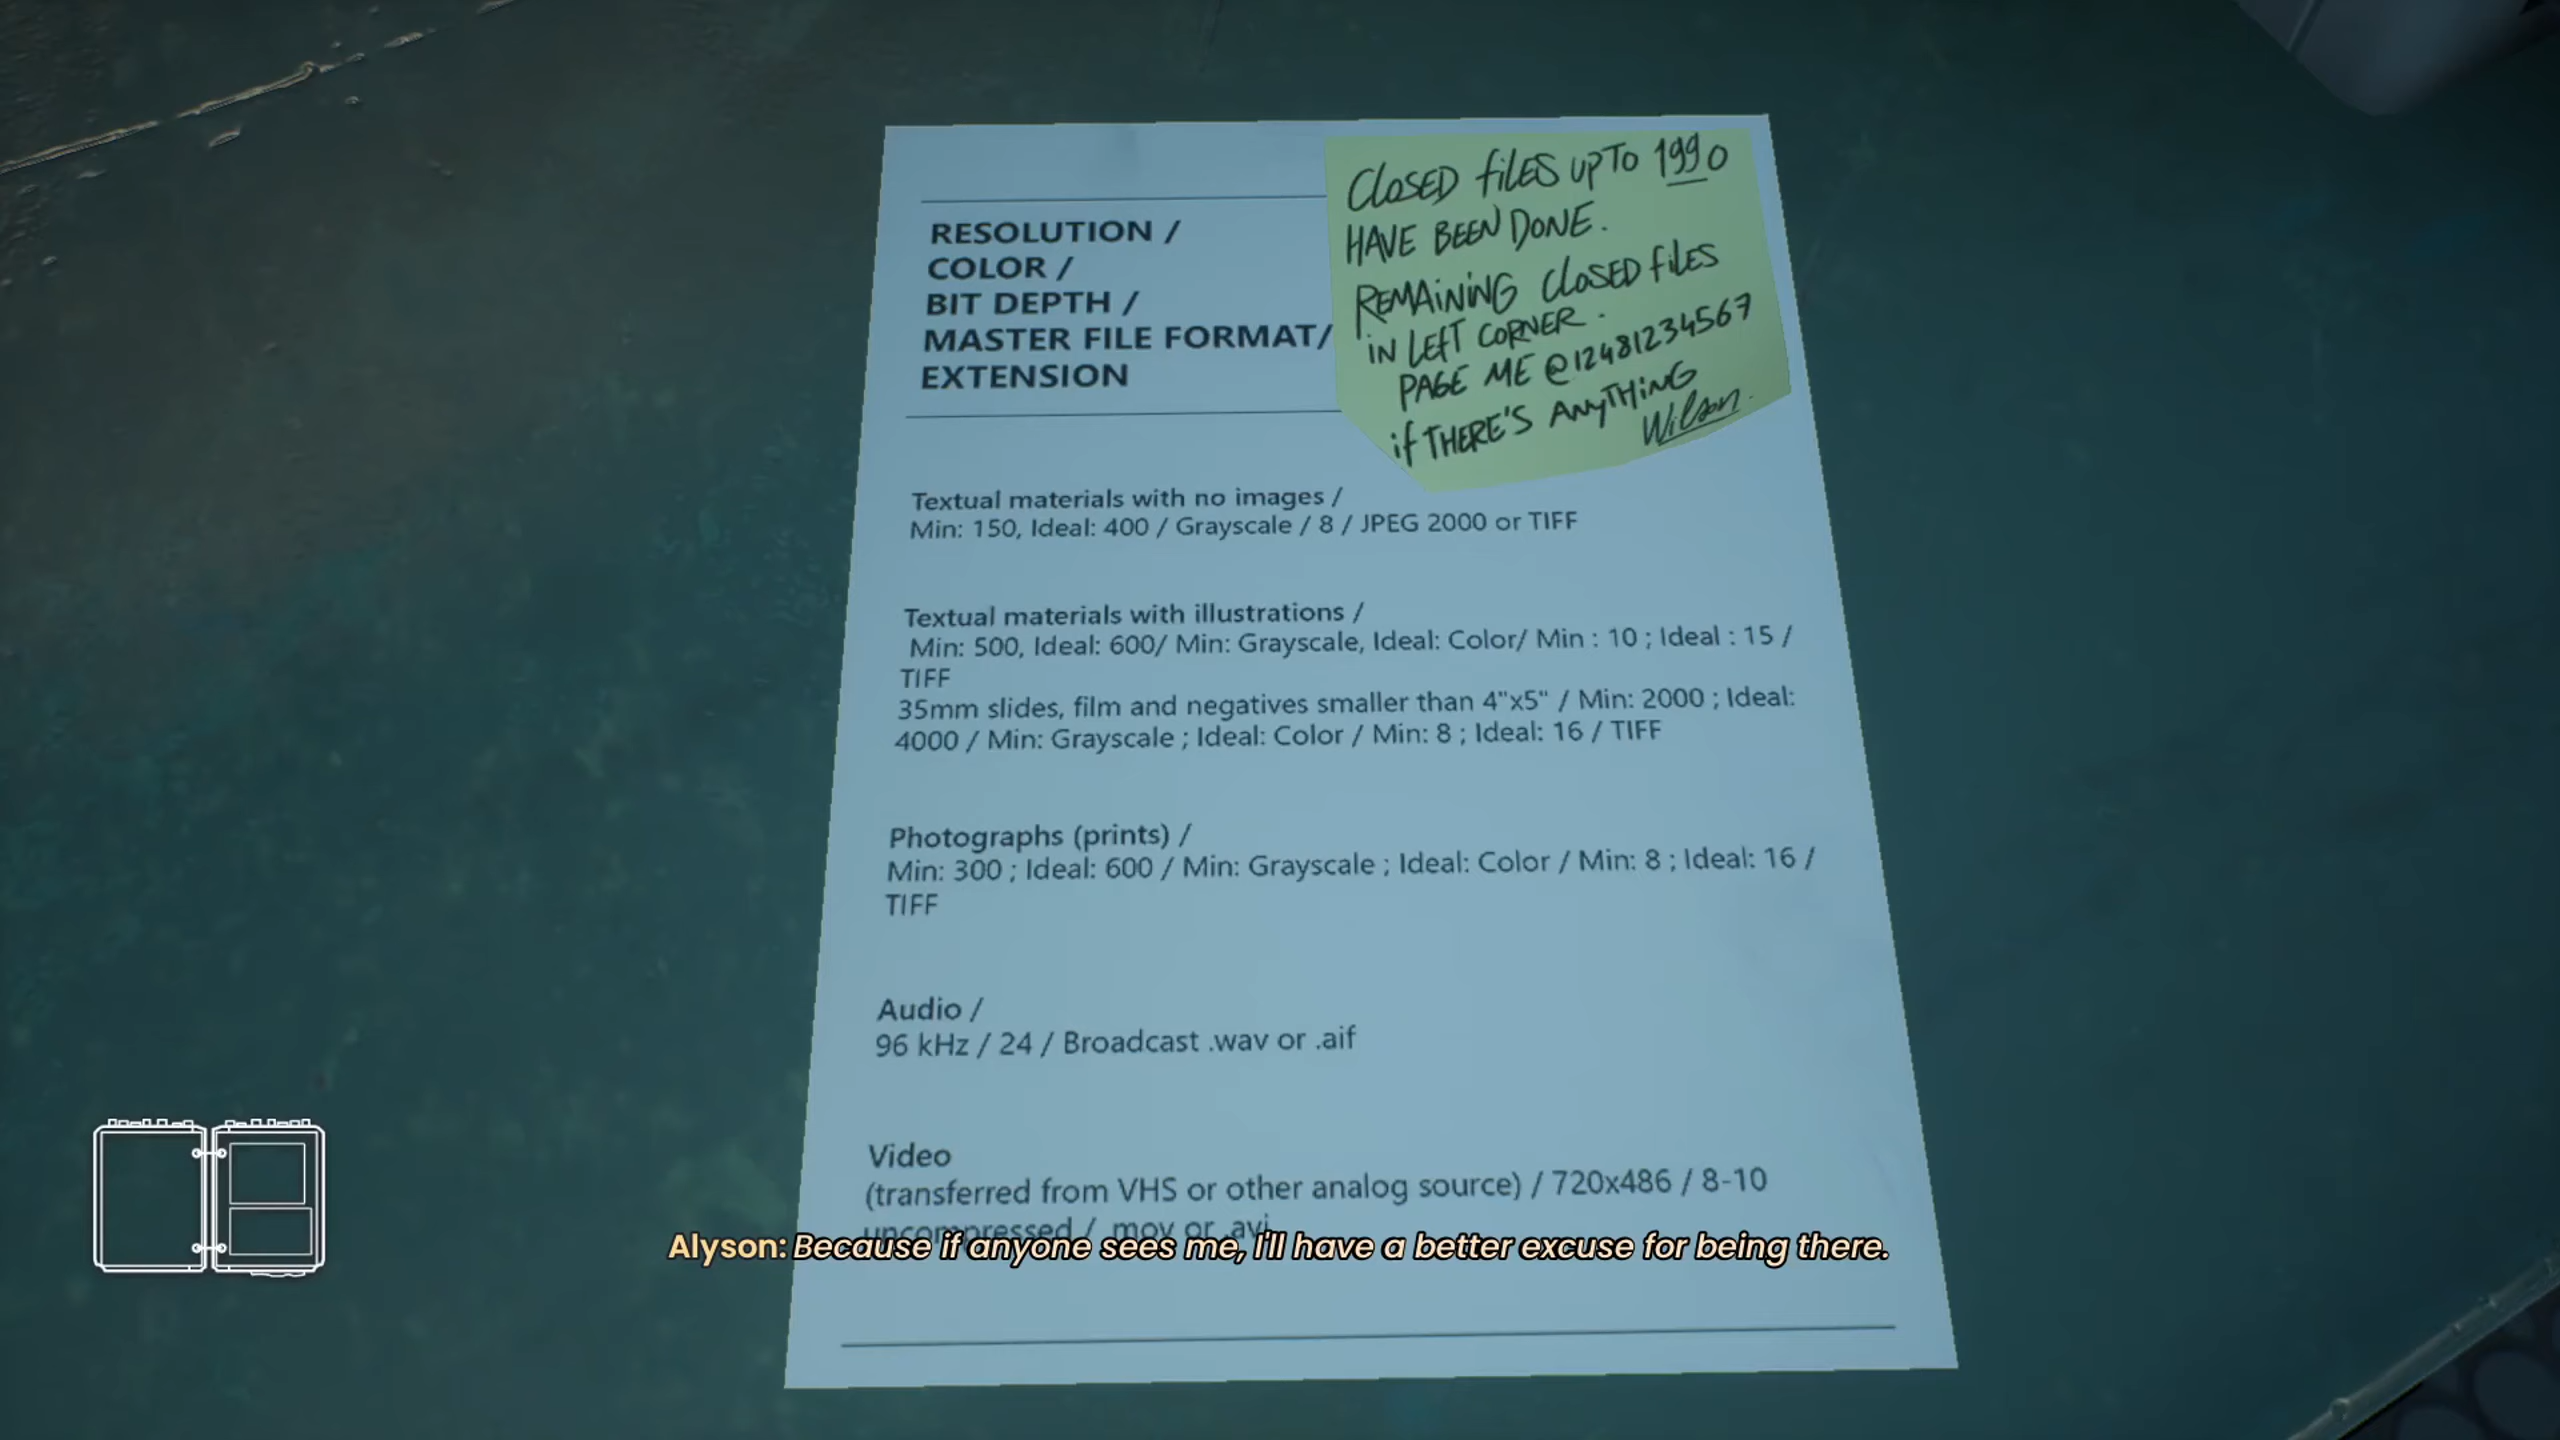 CLOSED FILES UP TO 1990
HAVE BEEN DONE.
REMAINING CLOSED FILES
IN LEFT CORNER.
PAGE ME @12481234567
if THERE'S ANYTHING
Wilson.
RESOLUTION /
COLOR /
BIT DEPTH /
MASTER FILE FORMAT/
EXTENSION
Textual materials with no images /
Min: 150, Ideal: 400 / Grayscale / 8 / JPEG 2000 or TIFF
Textual materials with illustrations /
Min: 500, Ideal: 600/ Min: Grayscale, Ideal: Color/ Min : 10 ; Ideal : 15 /
TIFF
35mm slides, film and negatives smaller than 4"x5" / Min: 2000 ; Ideal:
4000 / Min: Grayscale ; Ideal: Color / Min: 8 ; Ideal: 16 / TIFF
Photographs (prints) /
Min: 300 ; Ideal: 600 / Min: Grayscale ; Ideal: Color / Min: 8 ; Ideal: 16 /
TIFF
Audio /
96 kHz / 24 / Broadcast .wav or .aif
Video
(transferred from VHS or other analog source) / 720x486 / 8-10
uncompressed / .mov or .avi
Alyson: Because if anyone sees me, I'll have a better excuse for being there.